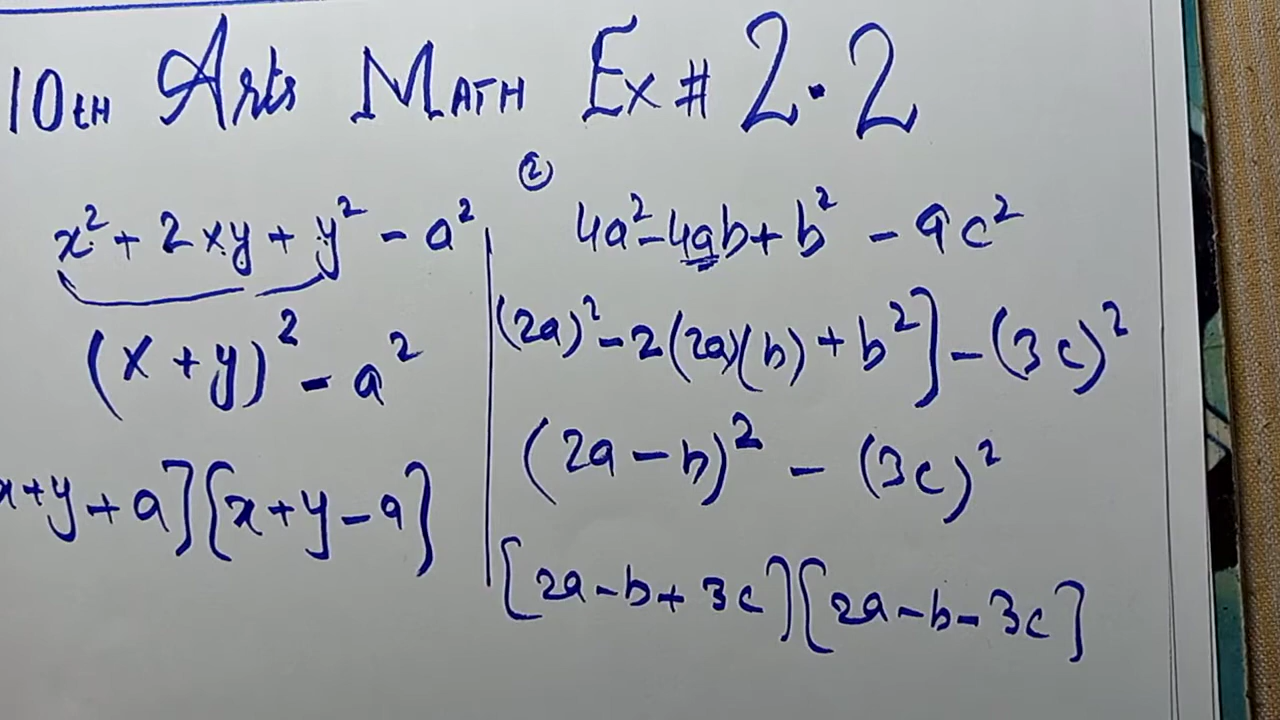 10th Arts Math Ex # 2.2
x² + 2xy + y² - a²
(x + y)² - a²
x+y + a][x+y-a]
②
4a² - 4ab + b² - 9c²
(2a)² - 2(2a)(b) + b²] - (3c)²
(2a - b)² - (3c)²
[2a - b + 3c][2a - b - 3c]